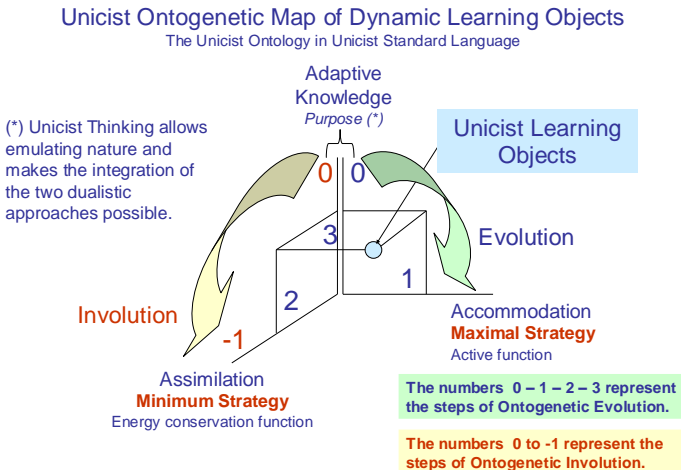 Unicist Ontogenetic Map of Dynamic Learning Objects
The Unicist Ontology in Unicist Standard Language
Adaptive
Knowledge
Purpose (*)
(*) Unicist Thinking allows
emulating nature and
makes the integration of
the two dualistic
approaches possible.
Unicist Learning
Objects
0 0
3
Evolution
1
2
Involution
-1
Accommodation
Maximal Strategy
Active function
Assimilation
Minimum Strategy
Energy conservation function
The numbers 0 – 1 – 2 – 3 represent
the steps of Ontogenetic Evolution.
The numbers 0 to -1 represent the
steps of Ontogenetic Involution.